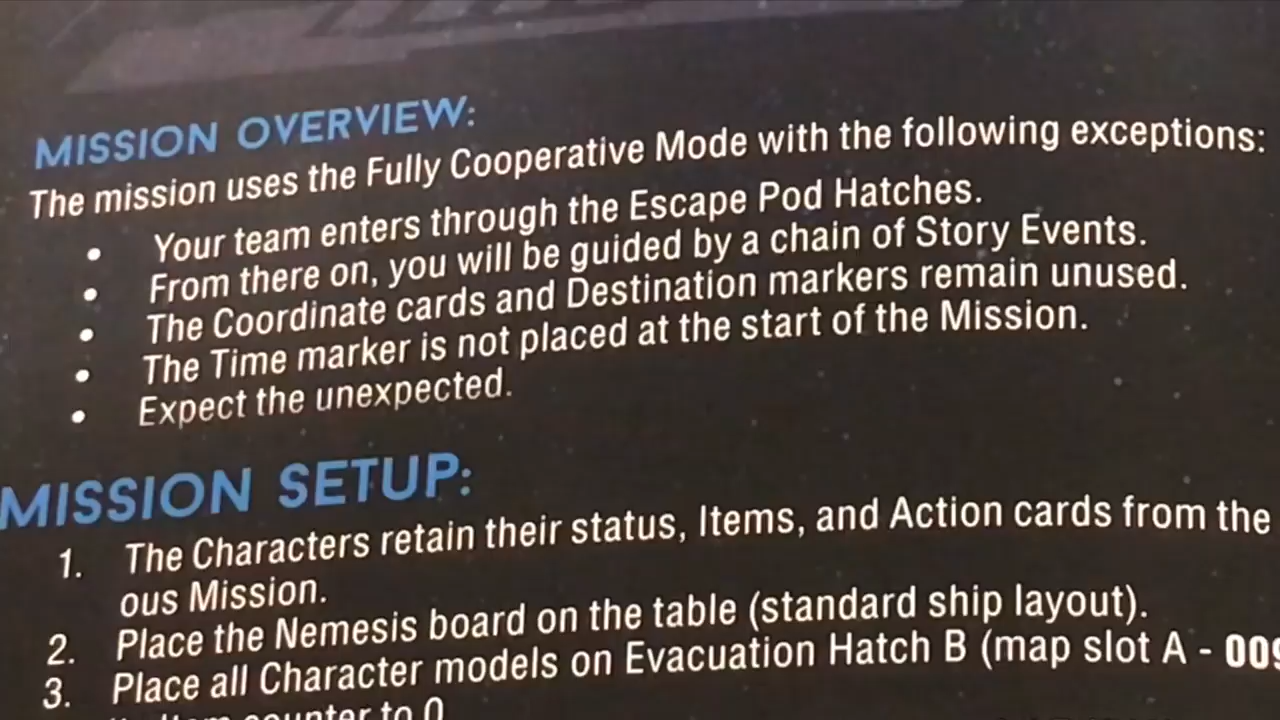 MISSION OVERVIEW:
The mission uses the Fully Cooperative Mode with the following exceptions:
• Your team enters through the Escape Pod Hatches.
• From there on, you will be guided by a chain of Story Events.
• The Coordinate cards and Destination markers remain unused.
• The Time marker is not placed at the start of the Mission.
• Expect the unexpected.
MISSION SETUP:
1. The Characters retain their status, Items, and Action cards from the
ous Mission.
2. Place the Nemesis board on the table (standard ship layout).
3. Place all Character models on Evacuation Hatch B (map slot A - 009
counter to 0